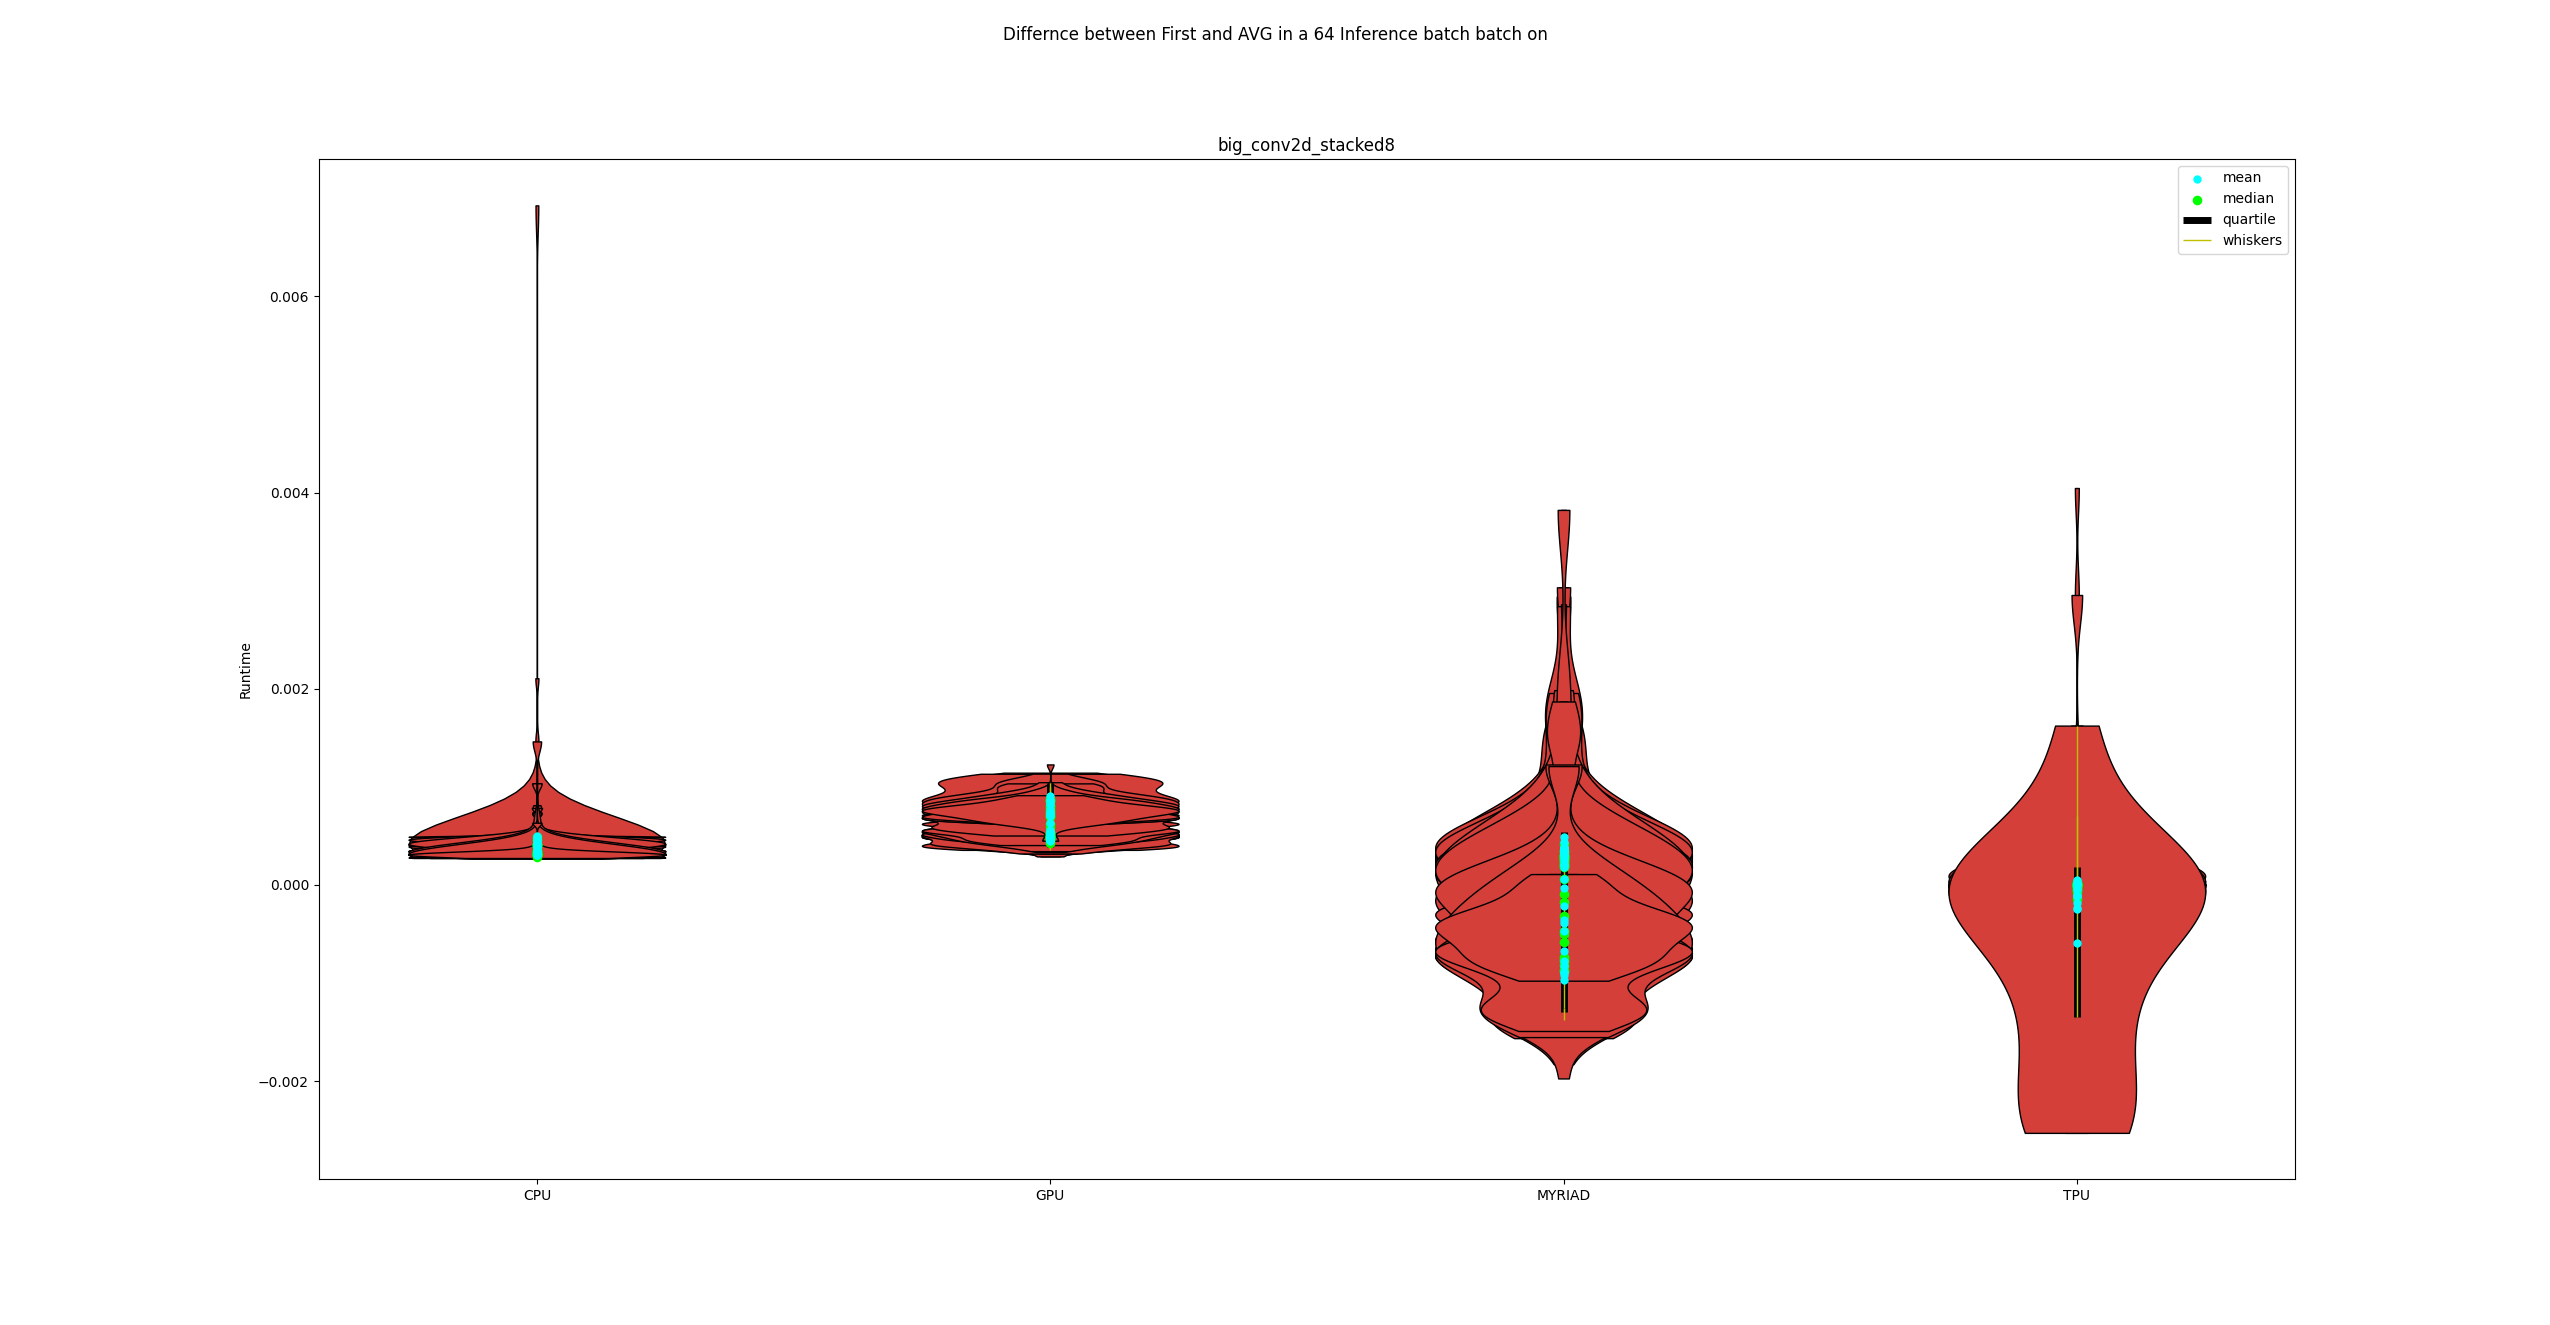 Differnce between First and AVG in a 64 Inference batch batch on
big_conv2d_stacked8
mean
median
quartile
whiskers
Runtime
0.006
0.004
0.002
0.000
−0.002
CPU
GPU
MYRIAD
TPU